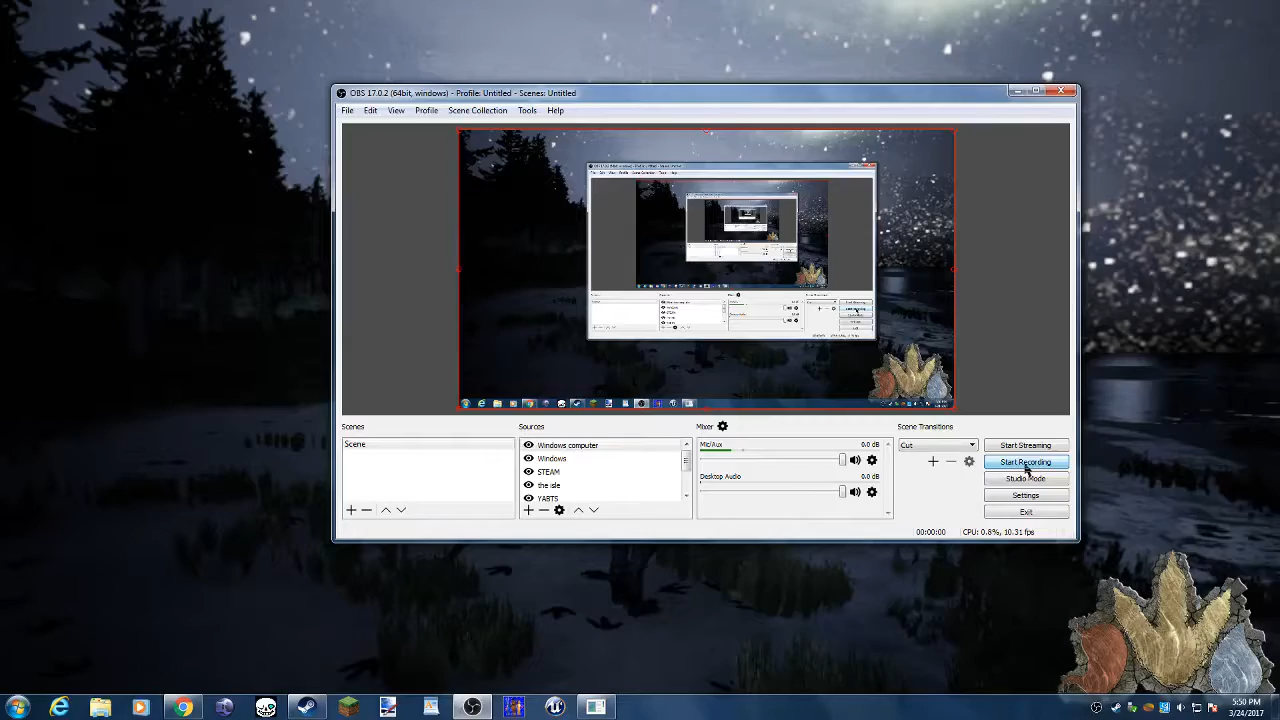 OBS 17.0.2 (64bit, windows) - Profile: Untitled - Scenes: Untitled
File Edit View Profile Scene Collection Tools Help
Scenes Sources Mixer Scene Transitions
Scene
Windows computer
Windows
STEAM
the isle
YABTS
Mic/Aux 0.0 dB
Desktop Audio 0.0 dB
Cut
Start Streaming
Start Recording
Studio Mode
Settings
Exit
00:00:00 CPU: 0.8%, 10.31 fps
5:50 PM
3/24/2017